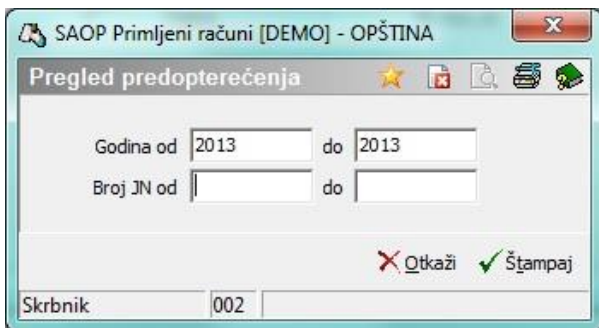 SAOP Primljeni računi [DEMO] - OPŠTINA
Pregled predopterećenja
Godina od 2013 do 2013
Broj JN od do
Otkaži Štampaj
Skrbnik 002